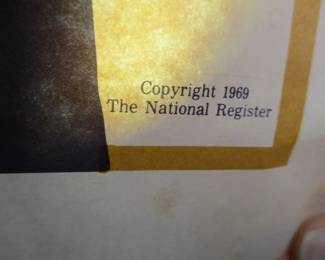 Copyright 1969
The National Register